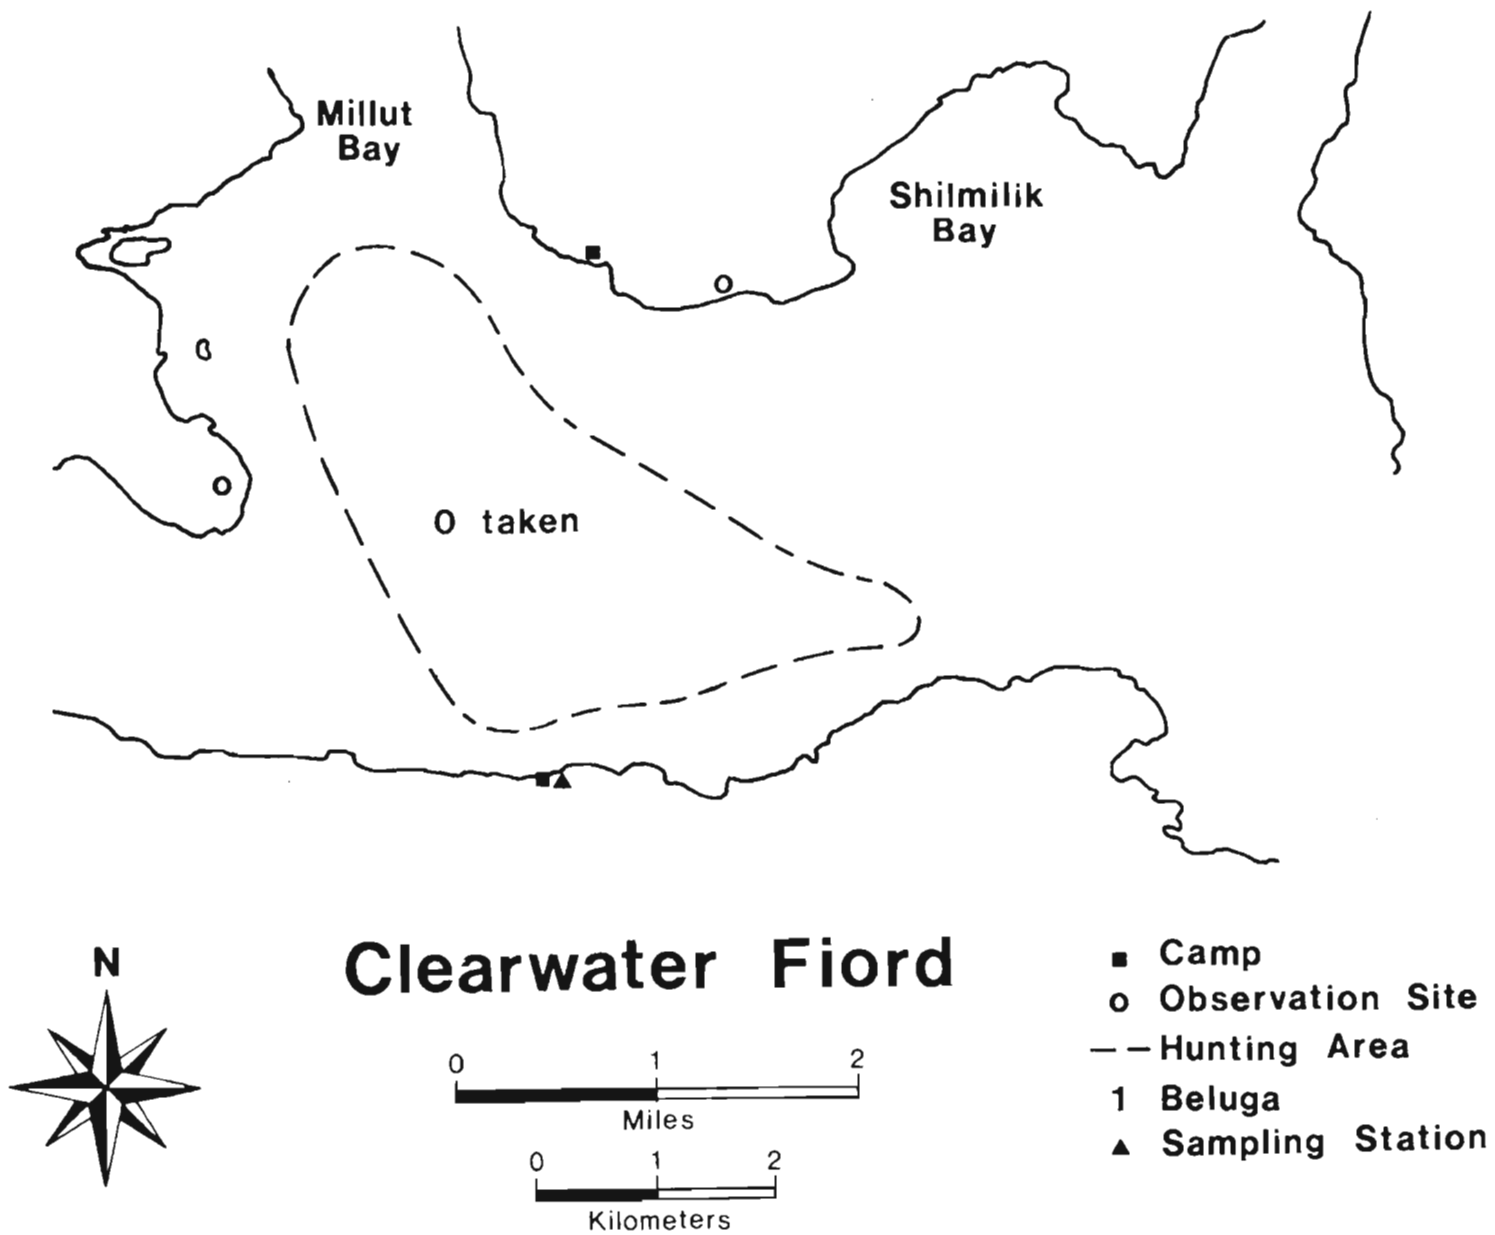 Millut
Bay
Shilmilik
Bay
0 taken
Clearwater Fiord
N
0 1 2
Miles
0 1 2
Kilometers
Camp
Observation Site
Hunting Area
1 Beluga
Sampling Station